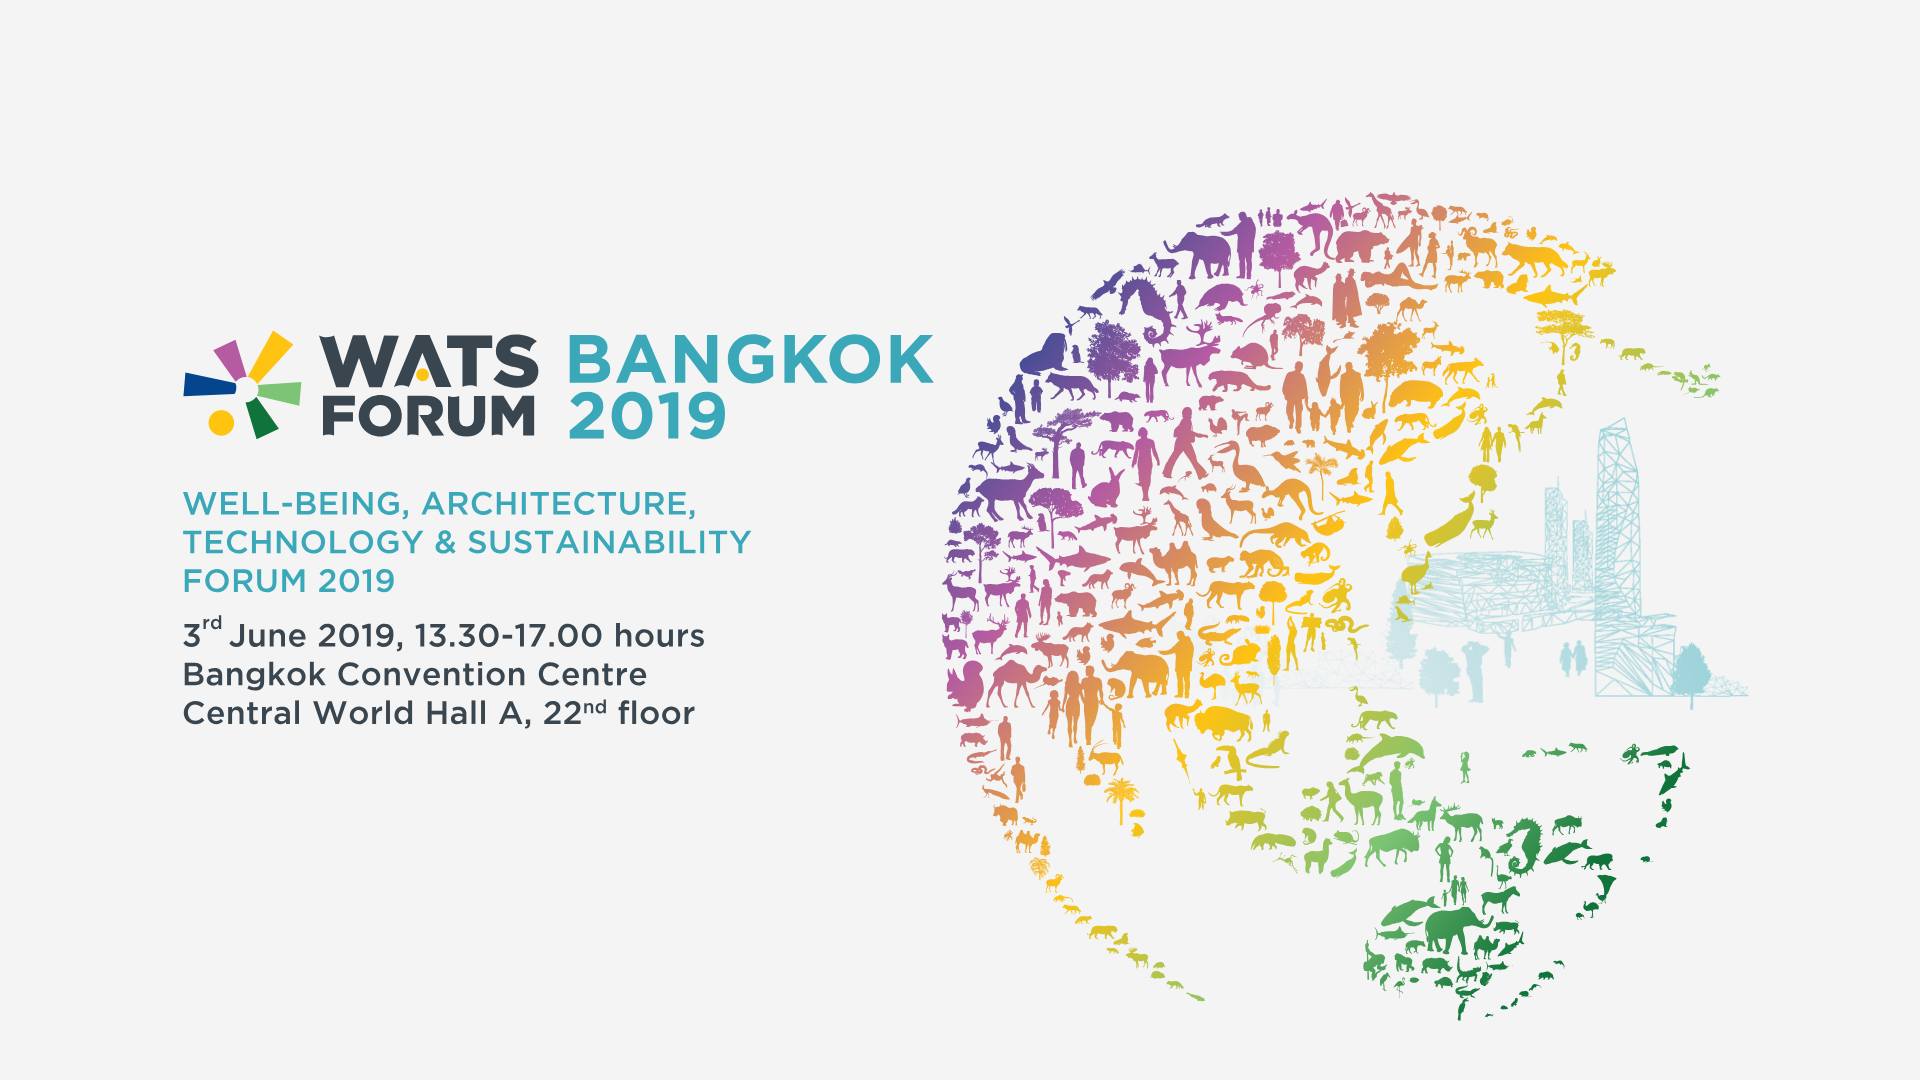 WATS
FORUM
BANGKOK
2019
WELL-BEING, ARCHITECTURE,
TECHNOLOGY & SUSTAINABILITY
FORUM 2019
3rd June 2019, 13.30-17.00 hours
Bangkok Convention Centre
Central World Hall A, 22nd floor